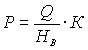 P = Q / H_B · K